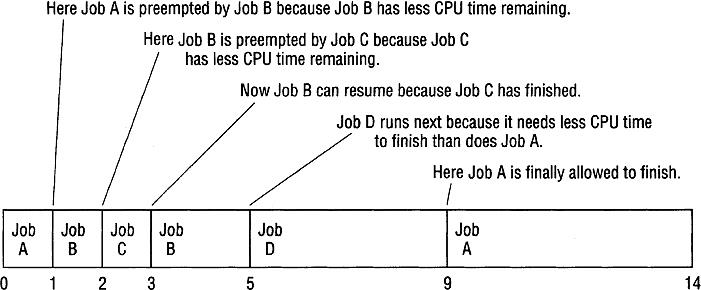 Here Job A is preempted by Job B because Job B has less CPU time remaining.
Here Job B is preempted by Job C because Job C
has less CPU time remaining.
Now Job B can resume because Job C has finished.
Job D runs next because it needs less CPU time
to finish than does Job A.
Here Job A is finally allowed to finish.
Job Job Job Job Job Job
A B C B D A
0 1 2 3 5 9 14